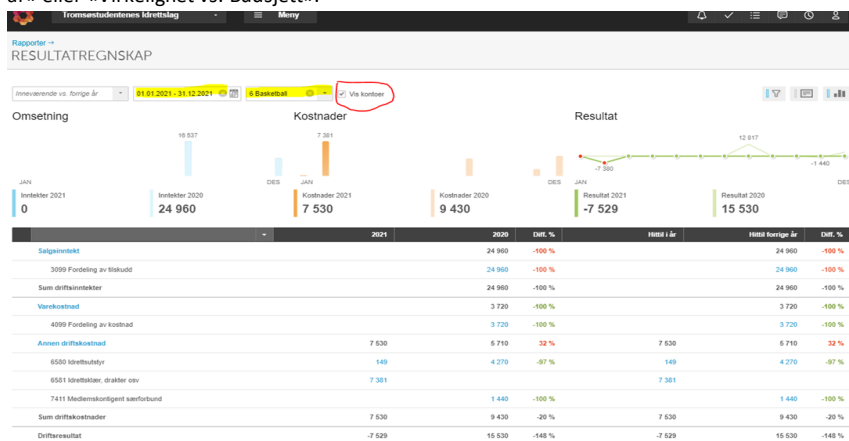 år» eller «Virkelighet vs. Budsjett».
Tromsøstudentenes Idrettslag Meny
Rapporter →
RESULTATREGNSKAP
Inneværende vs. forrige år 01.01.2021 - 31.12.2021 6 Basketball Vis kontoer
Omsetning Kostnader Resultat
16 537 7 381 12 817
-7 380 -1 440
JAN DES JAN DES JAN DES
Inntekter 2021 Inntekter 2020 Kostnader 2021 Kostnader 2020 Resultat 2021 Resultat 2020
0 24 960 7 530 9 430 -7 529 15 530
2021 2020 Diff. % Hittil i år Hittil forrige år Diff. %
Salgsinntekt 24 960 -100 % 24 960 -100 %
3099 Fordeling av tilskudd 24 960 -100 % 24 960 -100 %
Sum driftsinntekter 24 960 -100 % 24 960 -100 %
Varekostnad 3 720 -100 % 3 720 -100 %
4099 Fordeling av kostnad 3 720 -100 % 3 720 -100 %
Annen driftskostnad 7 530 5 710 32 % 7 530 5 710 32 %
6580 Idrettsutstyr 149 4 270 -97 % 149 4 270 -97 %
6581 Idrettsklær, drakter osv 7 381 7 381
7411 Medlemskontigent særforbund 1 440 -100 % 1 440 -100 %
Sum driftskostnader 7 530 9 430 -20 % 7 530 9 430 -20 %
Driftsresultat -7 529 15 530 -148 % -7 529 15 530 -148 %